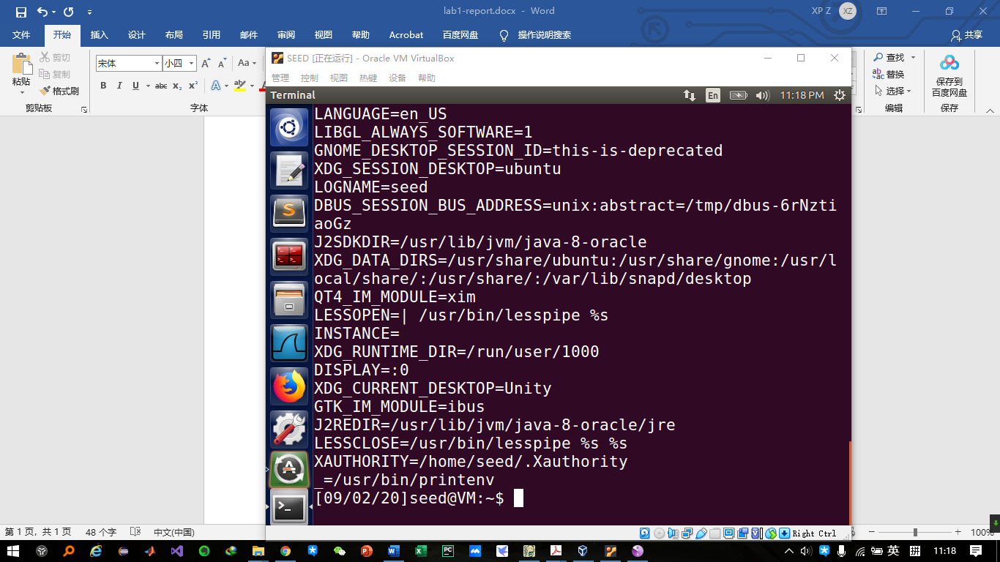 lab1-report.docx - Word
XP Z
XZ
文件 开始 插入 设计 布局 引用 邮件 审阅 视图 帮助 Acrobat 百度网盘 操作说明搜索 共享
粘贴
剪切
复制
格式刷
剪贴板
宋体 小四
Aa
B I U abc x₂ x²
字体
查找
替换
选择
编辑
保存到
百度网盘
保存
SEED [正在运行] - Oracle VM VirtualBox
管理 控制 视图 热键 设备 帮助
Terminal
En
11:18 PM
LANGUAGE=en_US
LIBGL_ALWAYS_SOFTWARE=1
GNOME_DESKTOP_SESSION_ID=this-is-deprecated
XDG_SESSION_DESKTOP=ubuntu
LOGNAME=seed
DBUS_SESSION_BUS_ADDRESS=unix:abstract=/tmp/dbus-6rNzti
aoGz
J2SDKDIR=/usr/lib/jvm/java-8-oracle
XDG_DATA_DIRS=/usr/share/ubuntu:/usr/share/gnome:/usr/l
ocal/share/:/usr/share/:/var/lib/snapd/desktop
QT4_IM_MODULE=xim
LESSOPEN=| /usr/bin/lesspipe %s
INSTANCE=
XDG_RUNTIME_DIR=/run/user/1000
DISPLAY=:0
XDG_CURRENT_DESKTOP=Unity
GTK_IM_MODULE=ibus
J2REDIR=/usr/lib/jvm/java-8-oracle/jre
LESSCLOSE=/usr/bin/lesspipe %s %s
XAUTHORITY=/home/seed/.Xauthority
_=/usr/bin/printenv
[09/02/20]seed@VM:~$
Right Ctrl
第 1 页，共 1 页 48 个字 中文(中国)
100%
英 拼 11:18